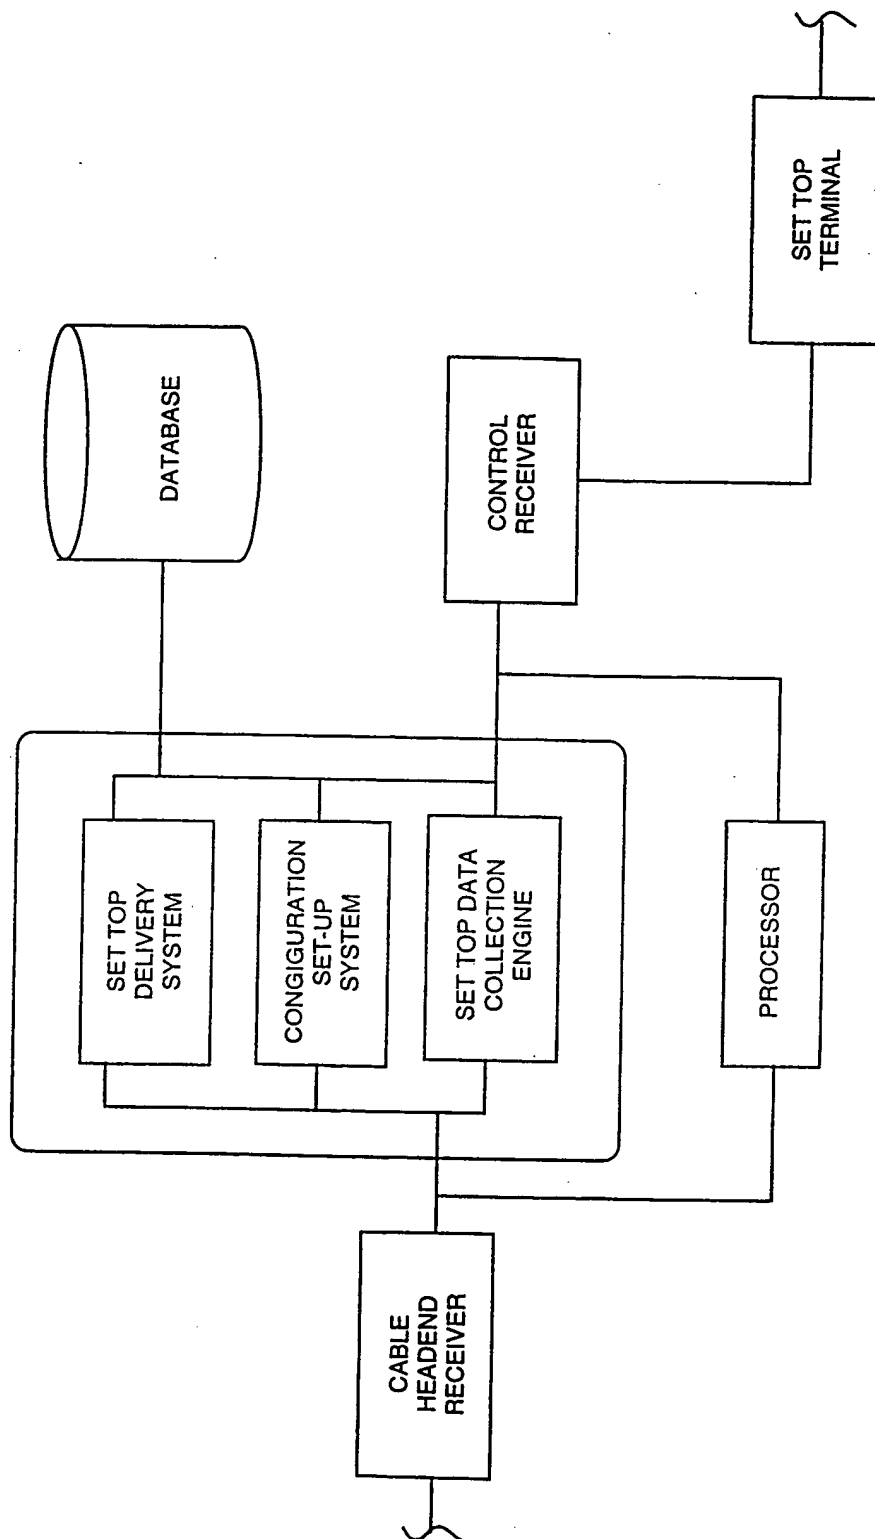 CABLE
HEADEND
RECEIVER
SET TOP
DELIVERY
SYSTEM
CONGIGURATION
SET-UP
SYSTEM
SET TOP DATA
COLLECTION
ENGINE
PROCESSOR
DATABASE
CONTROL
RECEIVER
SET TOP
TERMINAL